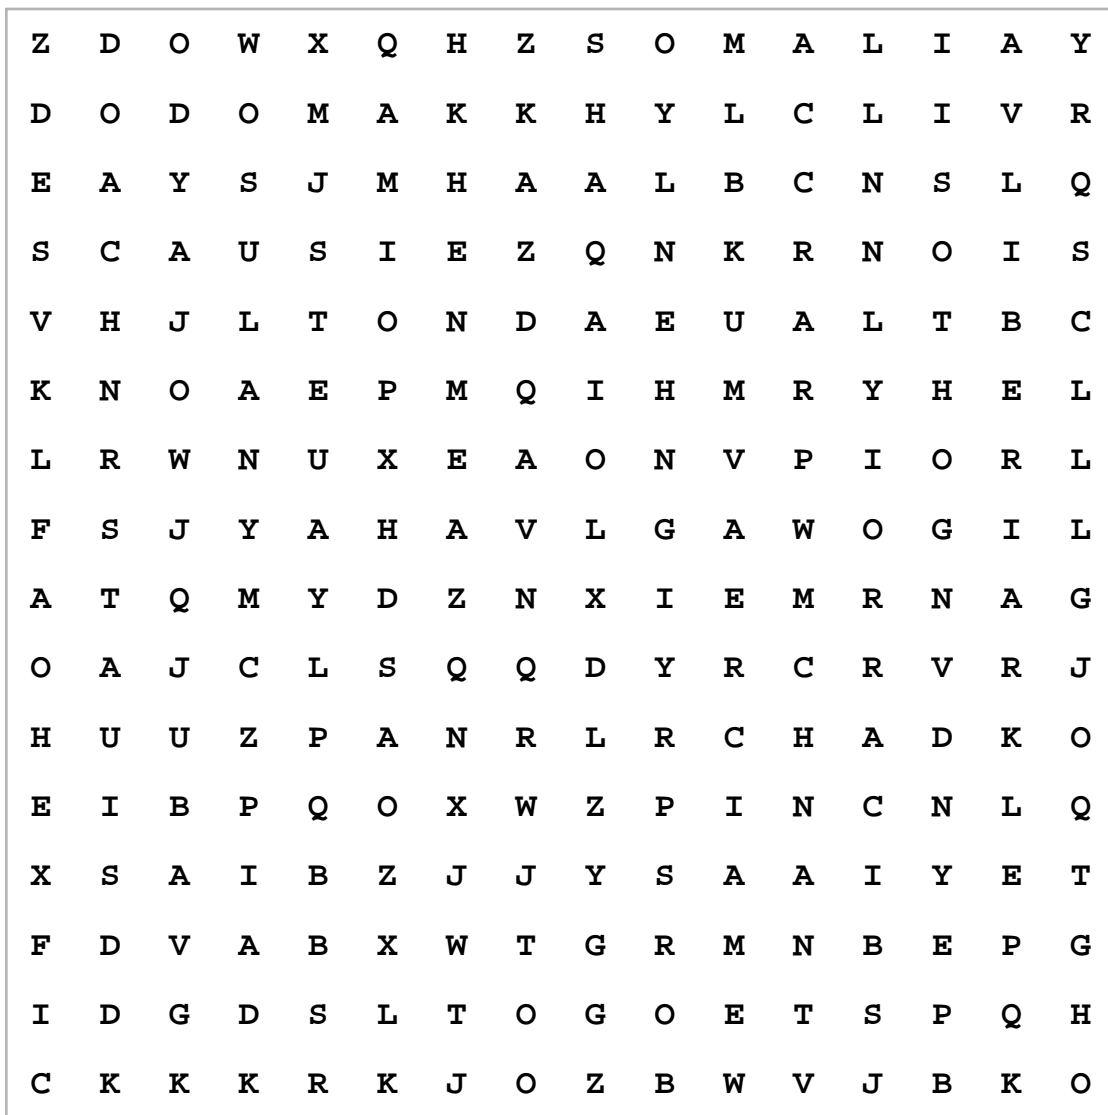 Z D O W X Q H Z S O M A L I A Y
D O D O M A K K H Y L C L I V R
E A Y S J M H A A L B C N S L Q
S C A U S I E Z Q N K R N O I S
V H J L T O N D A E U A L T B C
K N O A E P M Q I H M R Y H E L
L R W N U X E A O N V P I O R L
F S J Y A H A V L G A W O G I L
A T Q M Y D Z N X I E M R N A G
O A J C L S Q Q D Y R C R V R J
H U U Z P A N R L R C H A D K O
E I B P Q O X W Z P I N C N L Q
X S A I B Z J J Y S A A I Y E T
F D V A B X W T G R M N B E P G
I D G D S L T O G O E T S P Q H
C K K K R K J O Z B W V J B K O